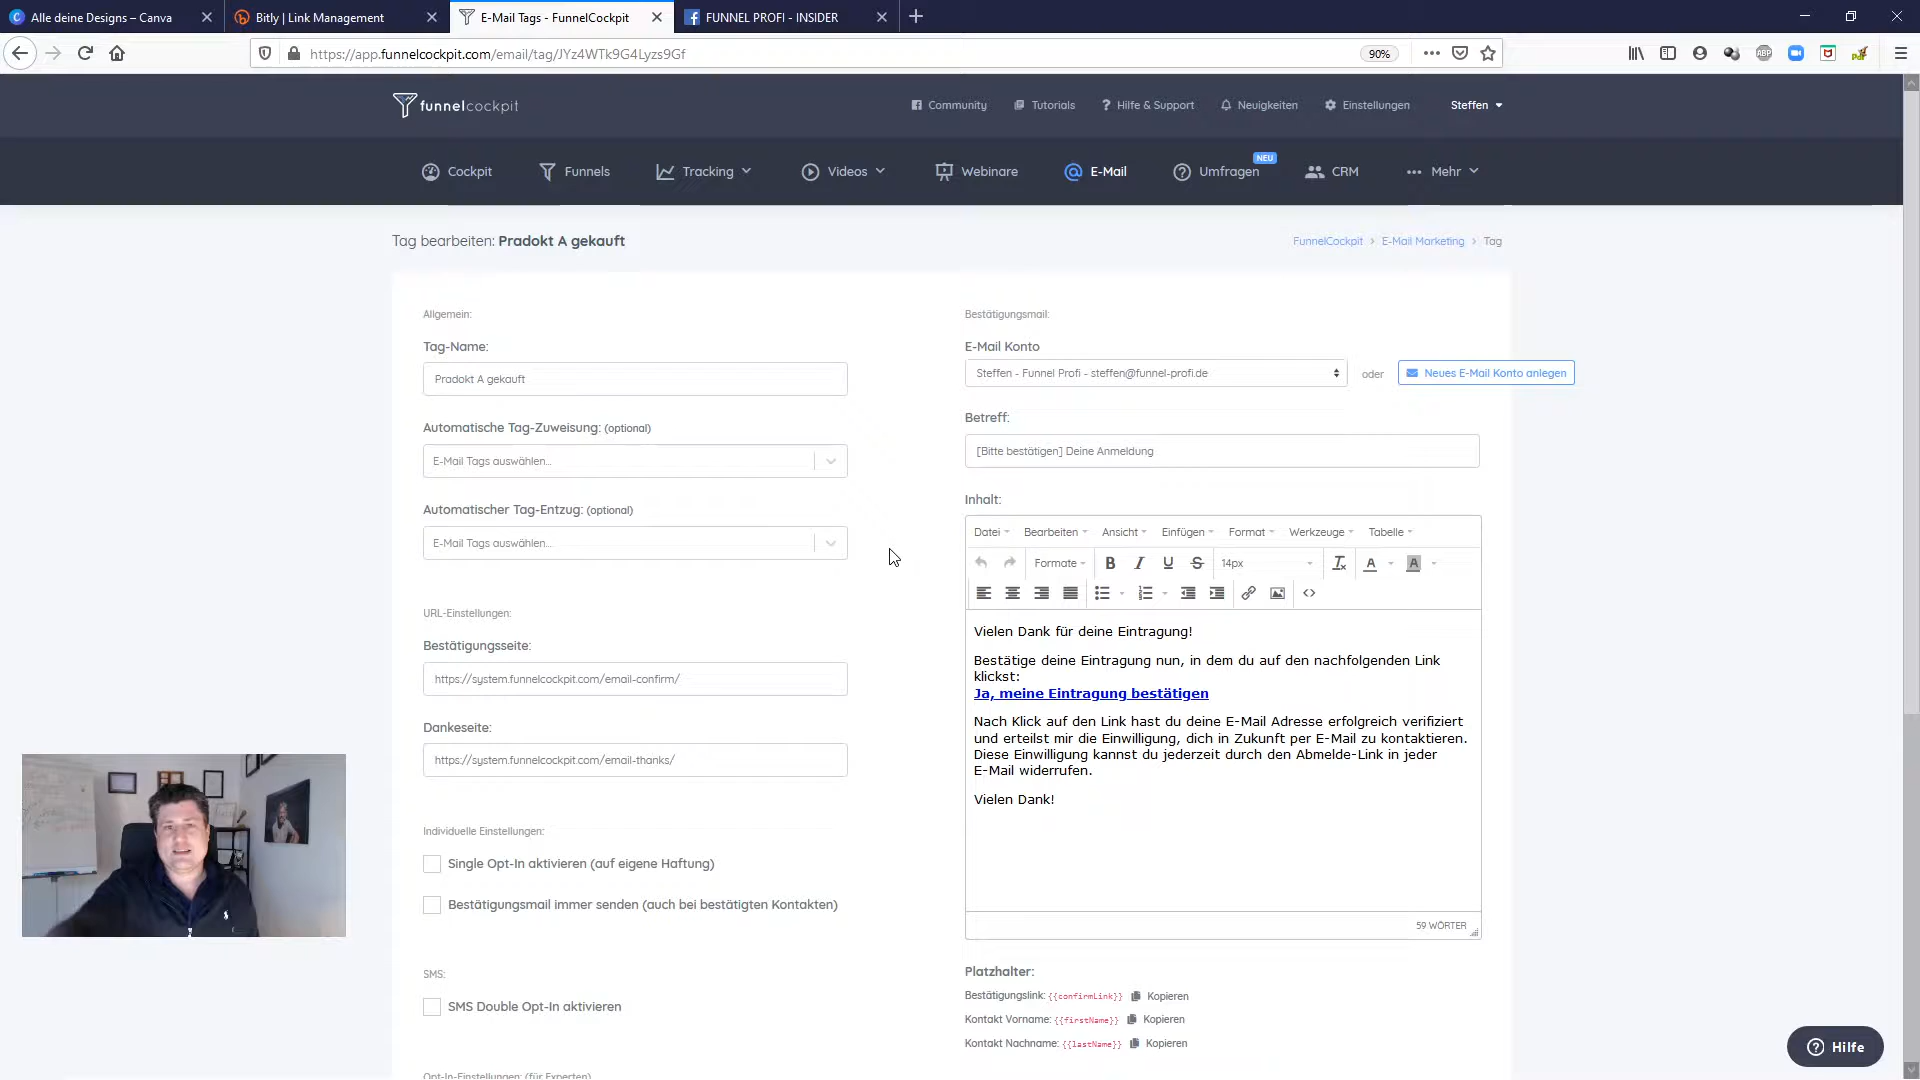 Alle deine Designs – Canva
Bitly | Link Management
E-Mail Tags - FunnelCockpit
FUNNEL PROFI - INSIDER
https://app.funnelcockpit.com/email/tag/JYz4WTk9G4Lyzs9Gf
90%
ABP
funnelcockpit
Community
Tutorials
Hilfe & Support
Neuigkeiten
Einstellungen
Steffen
Cockpit
Funnels
Tracking
Videos
Webinare
E-Mail
Umfragen
NEU
CRM
Mehr
Tag bearbeiten: Pradokt A gekauft
FunnelCockpit > E-Mail Marketing > Tag
Allgemein:
Tag-Name:
Pradokt A gekauft
Automatische Tag-Zuweisung: (optional)
E-Mail Tags auswählen...
Automatischer Tag-Entzug: (optional)
E-Mail Tags auswählen...
URL-Einstellungen:
Bestätigungsseite:
https://system.funnelcockpit.com/email-confirm/
Dankeseite:
https://system.funnelcockpit.com/email-thanks/
Individuelle Einstellungen:
Single Opt-In aktivieren (auf eigene Haftung)
Bestätigungsmail immer senden (auch bei bestätigten Kontakten)
SMS:
SMS Double Opt-In aktivieren
Opt-In-Einstellungen: (für Experten)
Bestätigungsmail:
E-Mail Konto
Steffen - Funnel Profi - steffen@funnel-profi.de
oder
Neues E-Mail Konto anlegen
Betreff:
[Bitte bestätigen] Deine Anmeldung
Inhalt:
Datei Bearbeiten Ansicht Einfügen Format Werkzeuge Tabelle
Formate B I U S 14px A A
Vielen Dank für deine Eintragung!
Bestätige deine Eintragung nun, in dem du auf den nachfolgenden Link
klickst:
Ja, meine Eintragung bestätigen
Nach Klick auf den Link hast du deine E-Mail Adresse erfolgreich verifiziert
und erteilst mir die Einwilligung, dich in Zukunft per E-Mail zu kontaktieren.
Diese Einwilligung kannst du jederzeit durch den Abmelde-Link in jeder
E-Mail widerrufen.
Vielen Dank!
59 WÖRTER
Platzhalter:
Bestätigungslink: {{confirmLink}} Kopieren
Kontakt Vorname: {{firstName}} Kopieren
Kontakt Nachname: {{lastName}} Kopieren
Hilfe